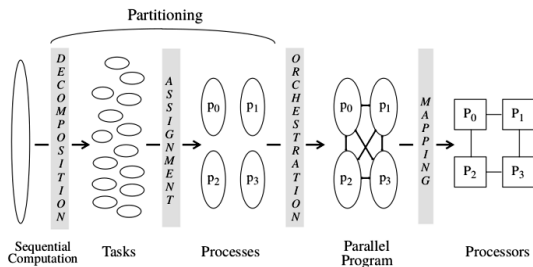 Partitioning
DECOMPOSITION
ASSIGNMENT
ORCHESTRATION
MAPPING
p0 p1
p2 p3
p0 p1
p2 p3
P0 P1
P2 P3
Sequential
Computation
Tasks
Processes
Parallel
Program
Processors